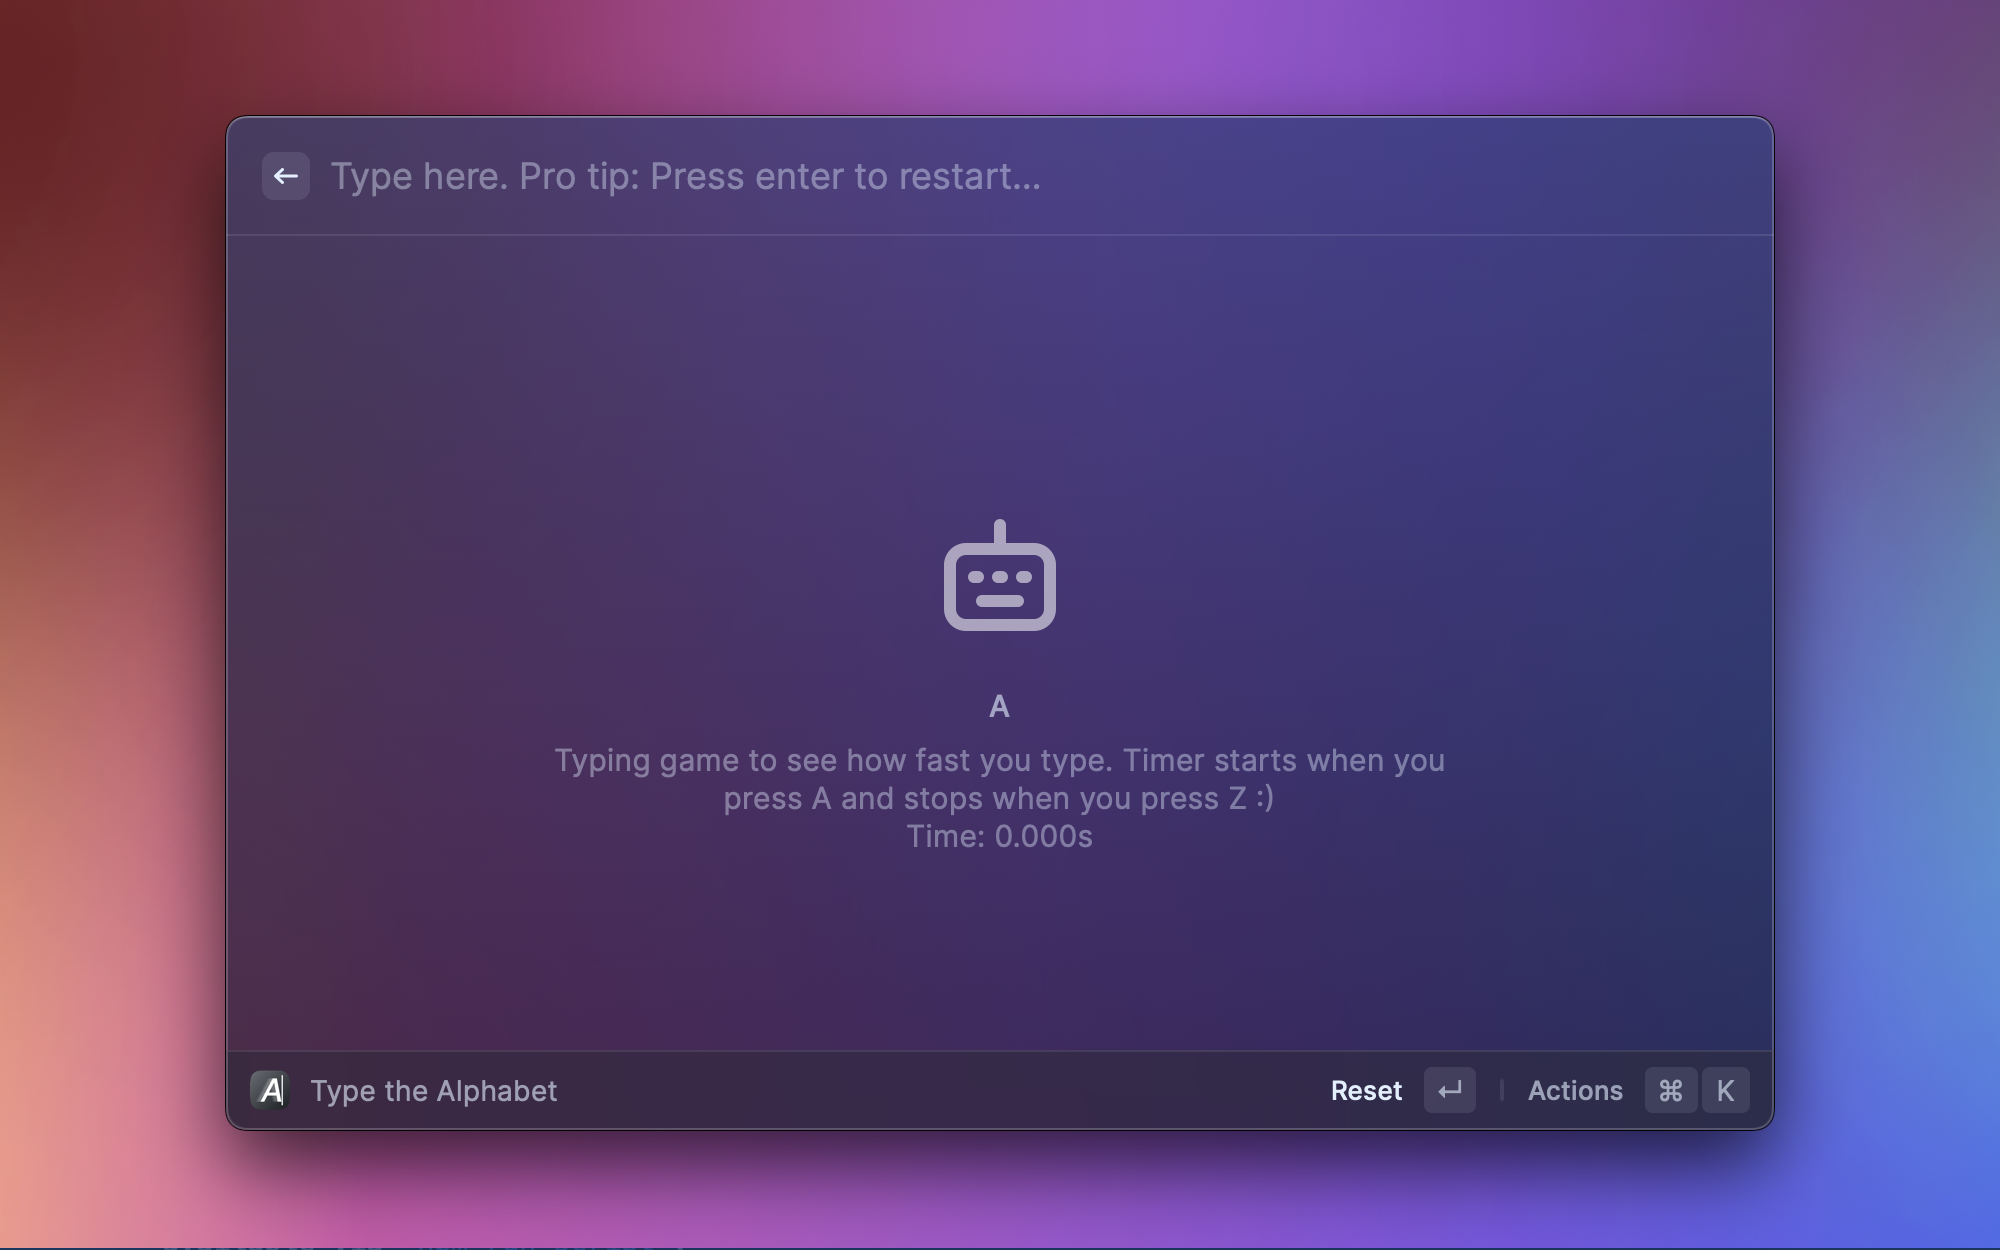 Type here. Pro tip: Press enter to restart...
A
Typing game to see how fast you type. Timer starts when you
press A and stops when you press Z :)
Time: 0.000s
A Type the Alphabet
Reset ↵ | Actions ⌘ K